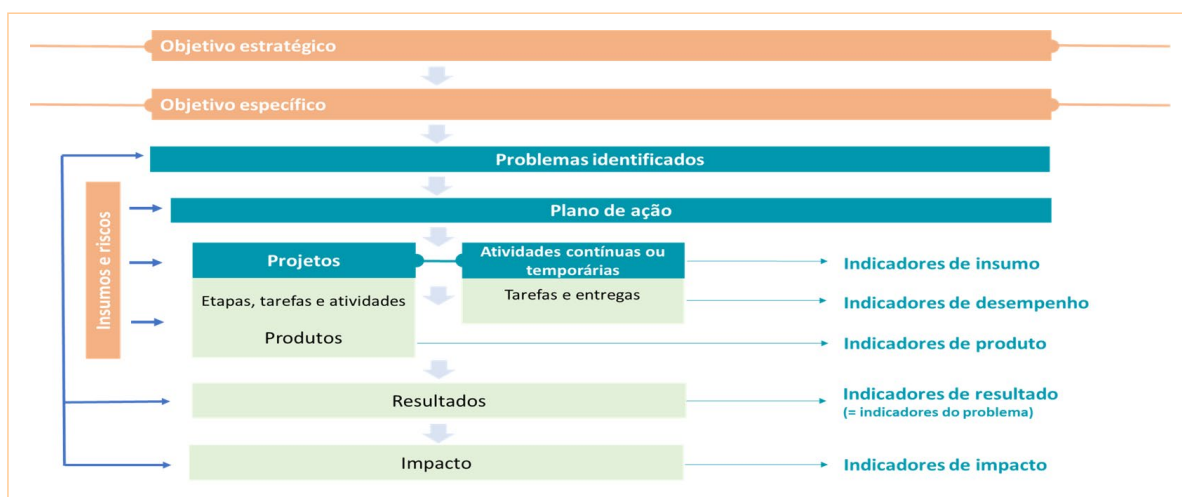 Objetivo estratégico
Objetivo específico
Problemas identificados
Insumos e riscos
Plano de ação
Projetos
Etapas, tarefas e atividades
Produtos
Atividades contínuas ou
temporárias
Tarefas e entregas
Indicadores de insumo
Indicadores de desempenho
Indicadores de produto
Resultados
Indicadores de resultado
(= indicadores do problema)
Impacto
Indicadores de impacto